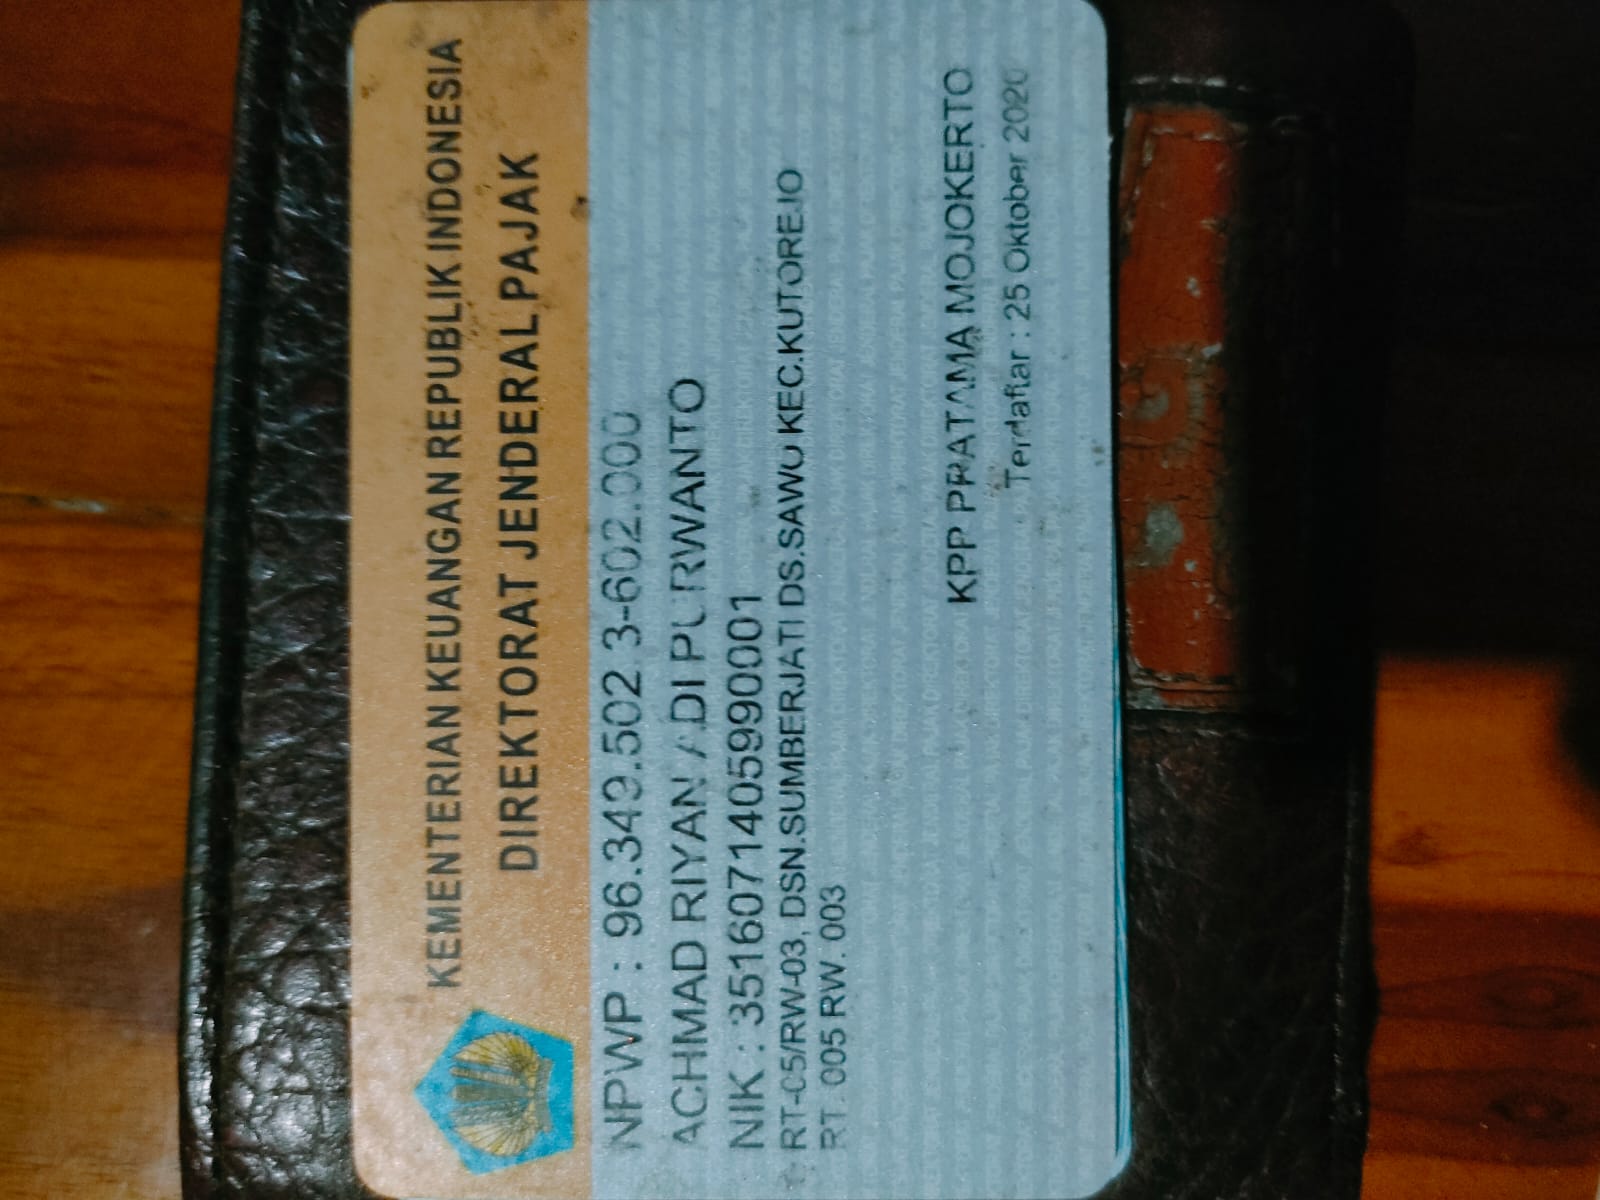 KEMENTERIAN KEUANGAN REPUBLIK INDONESIA
DIREKTORAT JENDERAL PAJAK
NPWP : 96.349.502.3-602.000
ACHMAD RIYAN ADI PURWANTO
NIK : 3516071405990001
RT-05/RW-03, DSN.SUMBERJATI DS.SAWO KEC.KUTOREJO
RT. 005 RW. 003
KPP PRATAMA MOJOKERTO
Terdaftar : 25 Oktober 2020